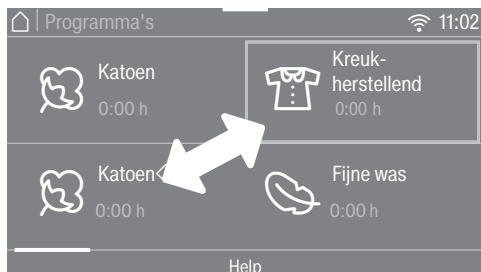 Programma's
11:02
Katoen
0:00 h
Kreuk-
herstellend
0:00 h
Katoen
0:00 h
Fijne was
0:00 h
Help